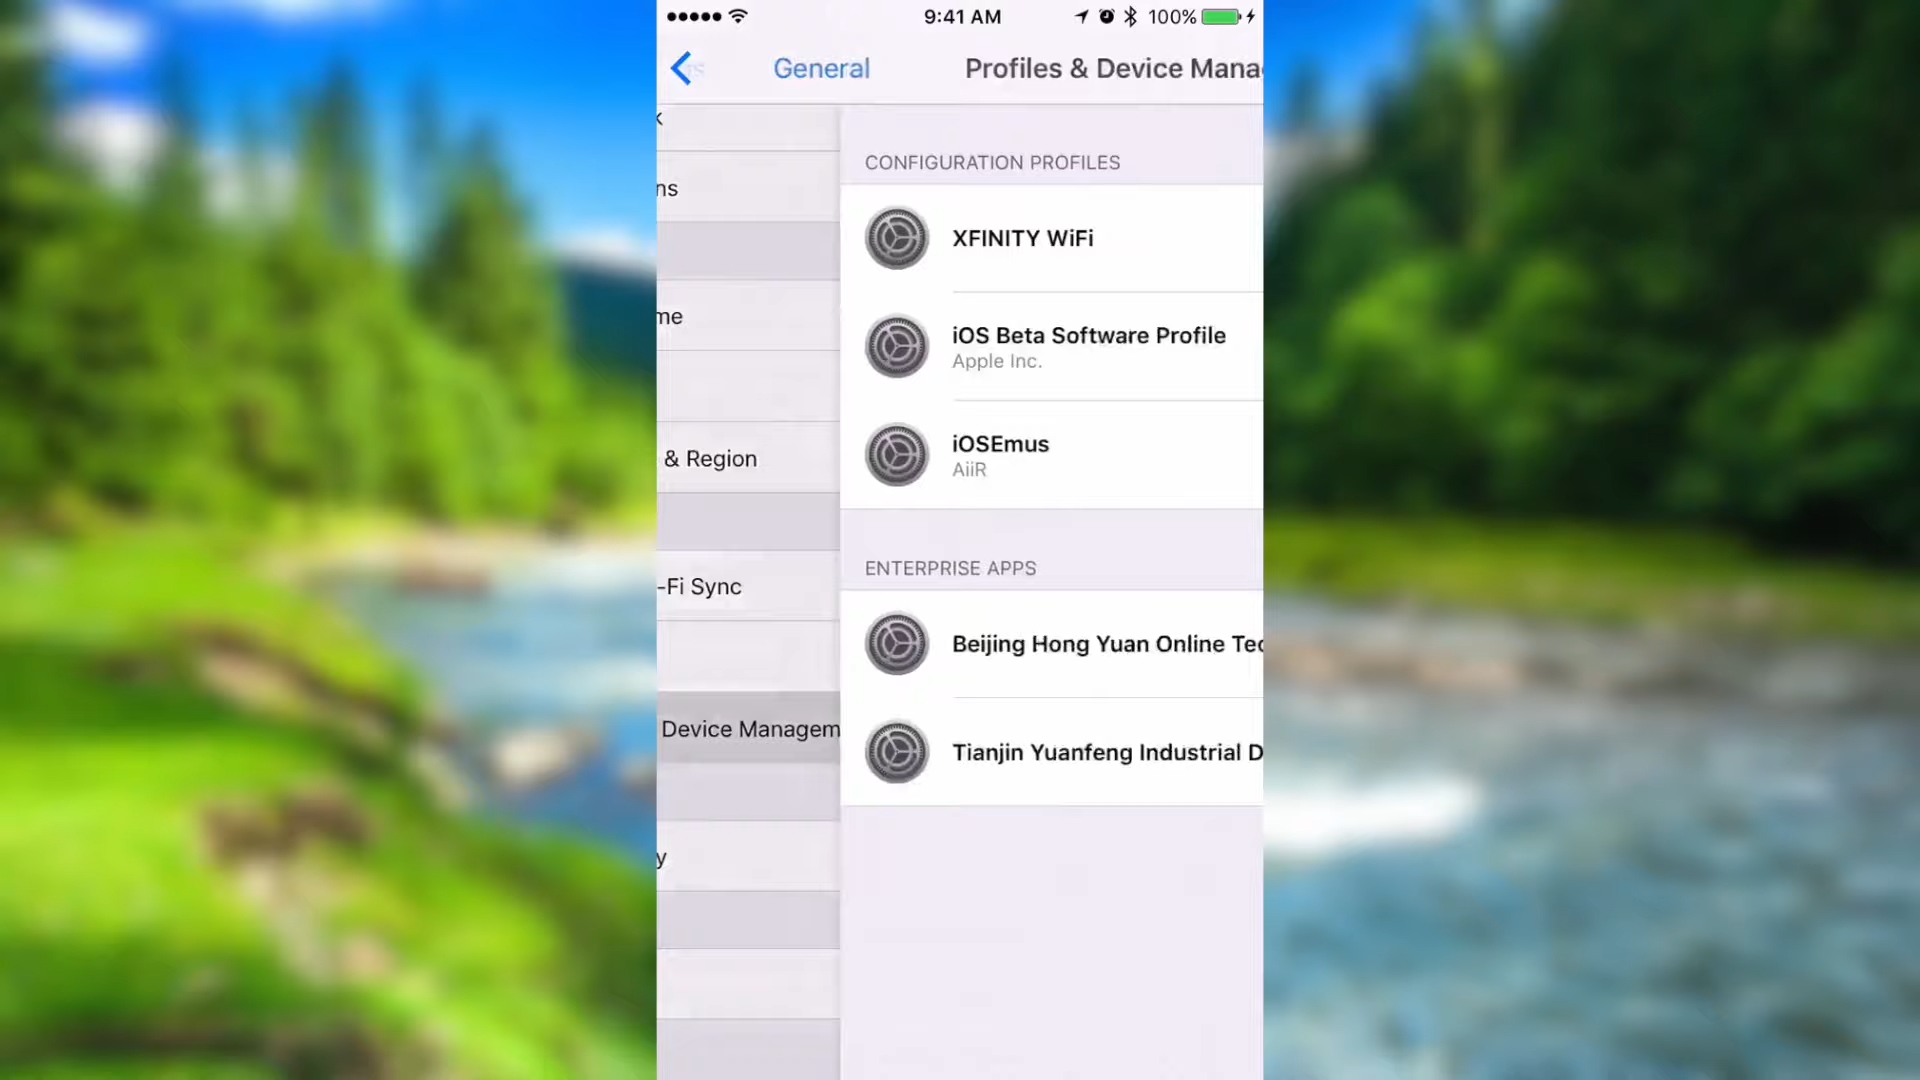 9:41 AM
100%
General
Profiles & Device Mana
k
ns
CONFIGURATION PROFILES
XFINITY WiFi
me
iOS Beta Software Profile
Apple Inc.
& Region
iOSEmus
AiiR
ENTERPRISE APPS
-Fi Sync
Beijing Hong Yuan Online Tec
Device Managem
Tianjin Yuanfeng Industrial D
y